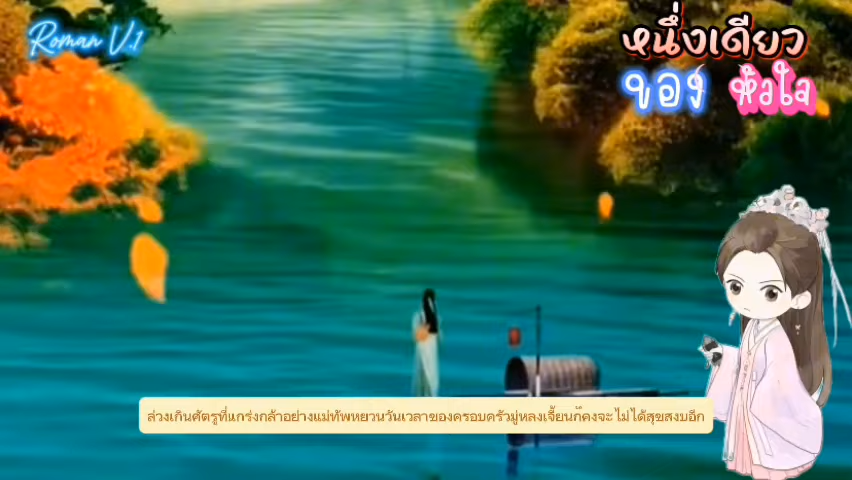 Roman V.1
หนึ่งเดียว
ของ หัวใจ
ล่วงเกินศัตรูที่แกร่งกล้าอย่างแม่ทัพหยวนวันเวลาของครอบครัวมู่หลงเจี้ยนก็คงจะ ไม่ได้สุขสงบอีก